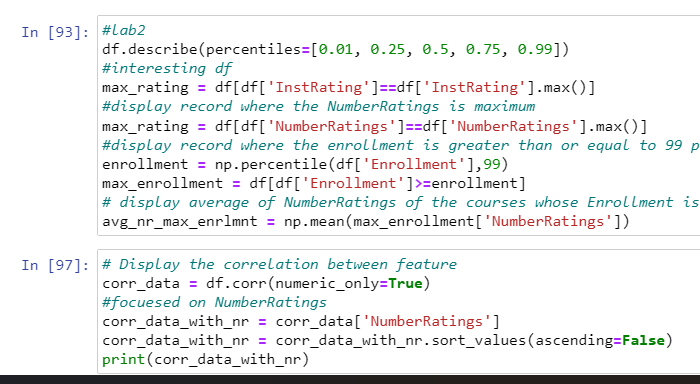 In [93]: #lab2
df.describe(percentiles=[0.01, 0.25, 0.5, 0.75, 0.99])
#interesting df
max_rating = df[df['InstRating']==df['InstRating'].max()]
#display record where the NumberRatings is maximum
max_rating = df[df['NumberRatings']==df['NumberRatings'].max()]
#display record where the enrollment is greater than or equal to 99 p
enrollment = np.percentile(df['Enrollment'],99)
max_enrollment = df[df['Enrollment']>=enrollment]
# display average of NumberRatings of the courses whose Enrollment is
avg_nr_max_enrlmnt = np.mean(max_enrollment['NumberRatings'])
In [97]: # Display the correlation between feature
corr_data = df.corr(numeric_only=True)
#focuesed on NumberRatings
corr_data_with_nr = corr_data['NumberRatings']
corr_data_with_nr = corr_data_with_nr.sort_values(ascending=False)
print(corr_data_with_nr)